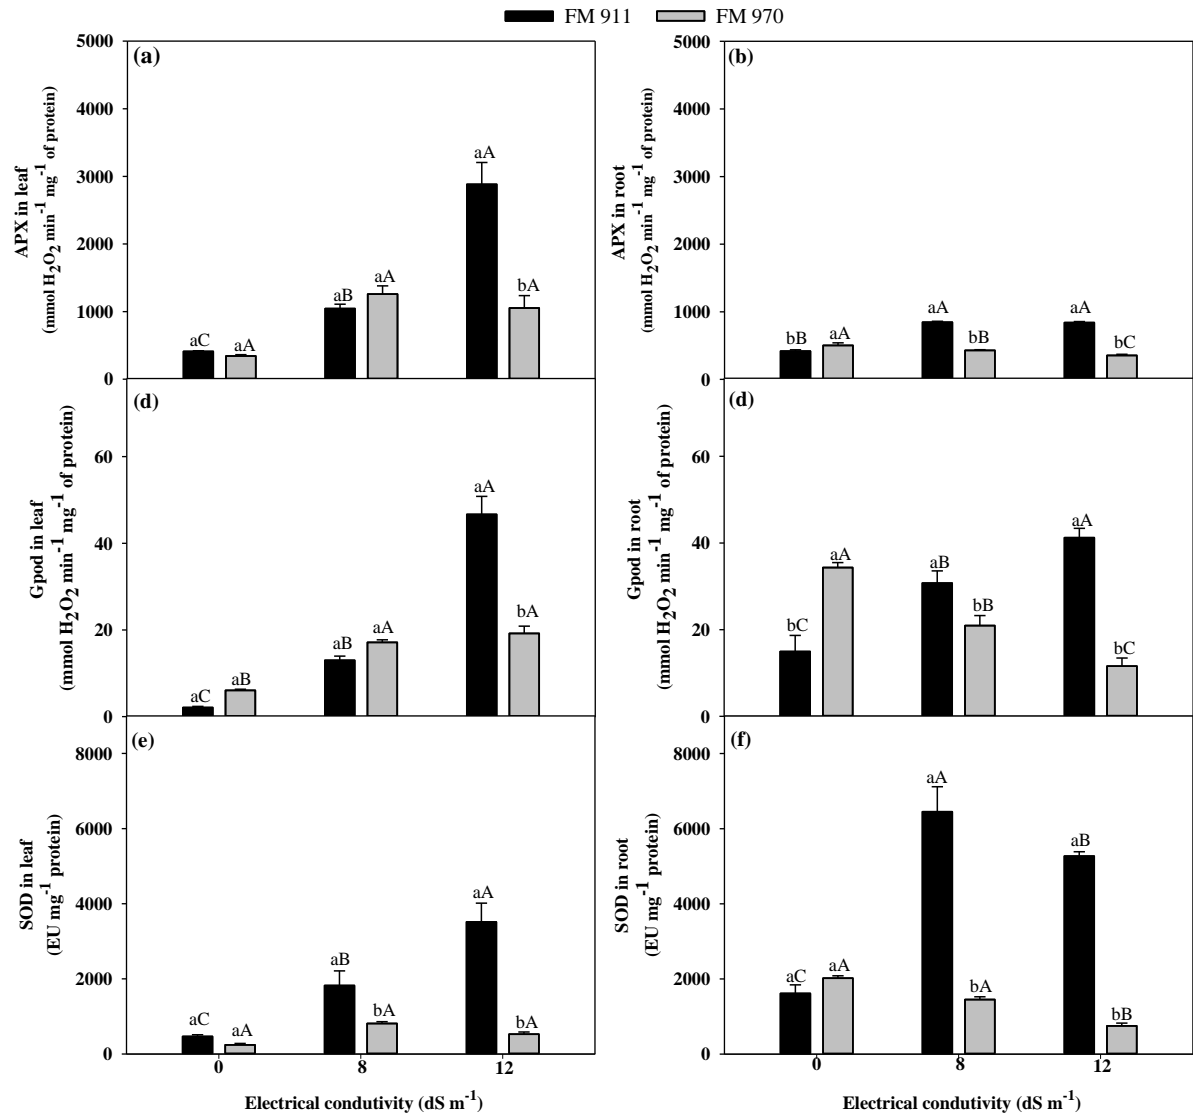 FM 911 FM 970
(a)
5000
4000
3000
2000
1000
0
APX in leaf
(mmol H₂O₂ min⁻¹ mg⁻¹ of protein)
aC aA
aB aA
aA bA
(b)
5000
4000
3000
2000
1000
0
APX in root
(mmol H₂O₂ min⁻¹ mg⁻¹ of protein)
bB aA
aA bB
aA bC
(d)
60
40
20
0
Gpod in leaf
(mmol H₂O₂ min⁻¹ mg⁻¹ of protein)
aC aB
aB aA
aA bA
(d)
60
40
20
0
Gpod in root
(mmol H₂O₂ min⁻¹ mg⁻¹ of protein)
bC aA
aB bB
aA bC
(e)
8000
6000
4000
2000
0
SOD in leaf
(EU mg⁻¹ protein)
aC aA
aB bA
aA bA
0 8 12
Electrical condutivity (dS m⁻¹)
(f)
8000
6000
4000
2000
0
SOD in root
(EU mg⁻¹ protein)
aC aA
aA bA
aB bB
0 8 12
Electrical condutivity (dS m⁻¹)